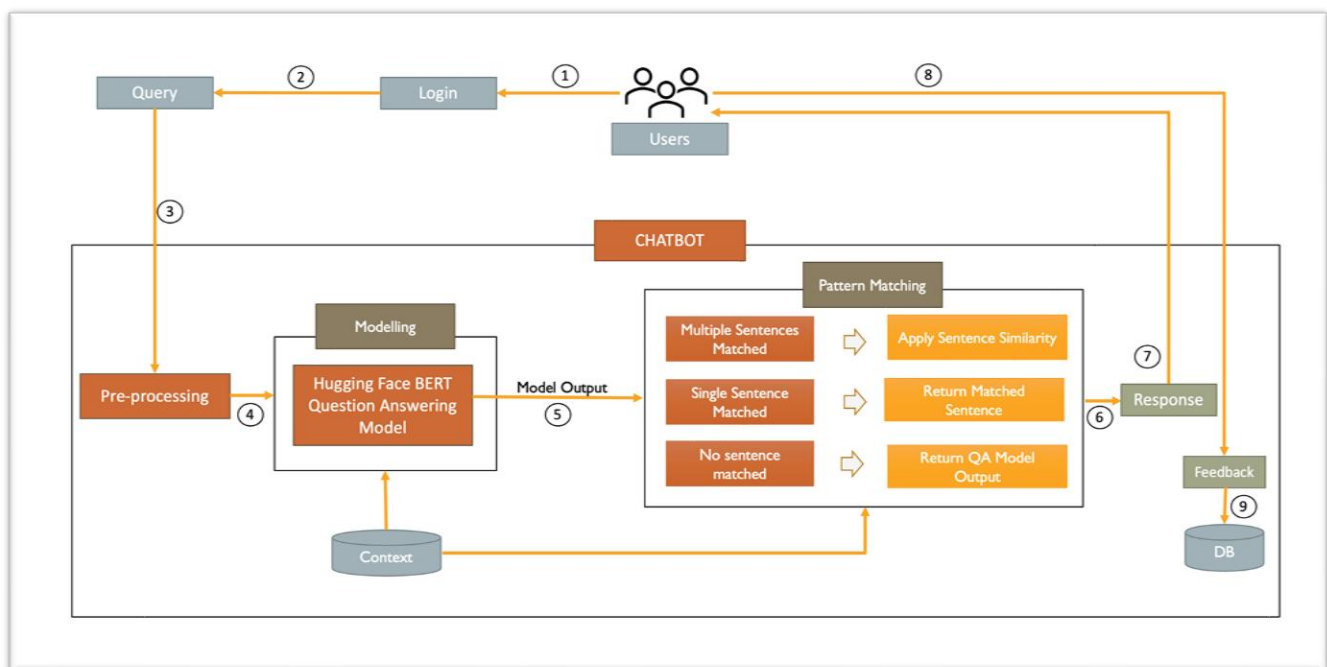 2
1
8
Query
Login
Users
3
CHATBOT
Pattern Matching
Modelling
Multiple Sentences
Matched
Apply Sentence Similarity
7
Pre-processing
4
Hugging Face BERT
Question Answering
Model
Model Output
5
Single Sentence
Matched
Return Matched
Sentence
6
Response
No sentence
matched
Return QA Model
Output
Feedback
9
Context
DB